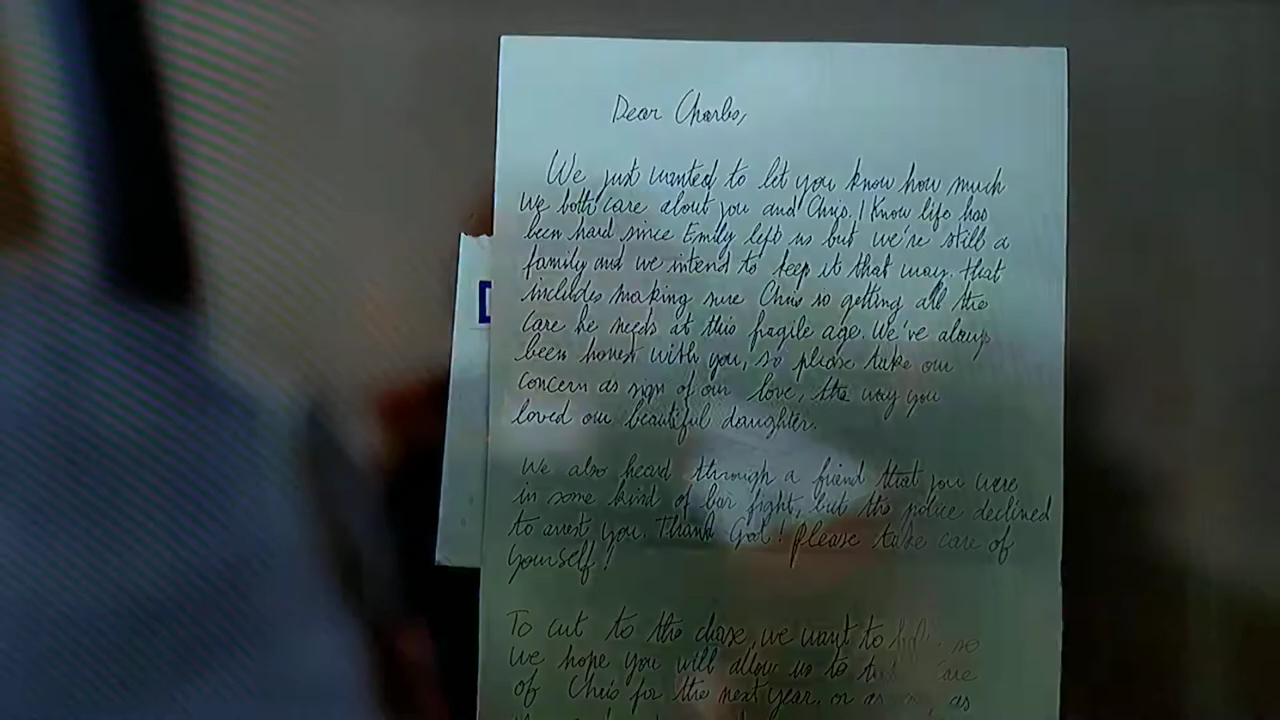 Dear Charles,
We just wanted to let you know how much
we both care about you and Chris. I know life has
been hard since Emily left us but we're still a
family and we intend to keep it that way. that
includes making sure Chris is getting all the
care he needs at this fragile age. We've always
been honest with you, so please take our
concern as sign of our love, the way you
loved our beautiful daughter.
We also heard through a friend that you were
in some kind of bar fight, but the police declined
to arrest you. Thank God! please take care of
yourself!
To cut to the chase, we want to so
we hope you will allow us to care
of Chris for the next year. or as as